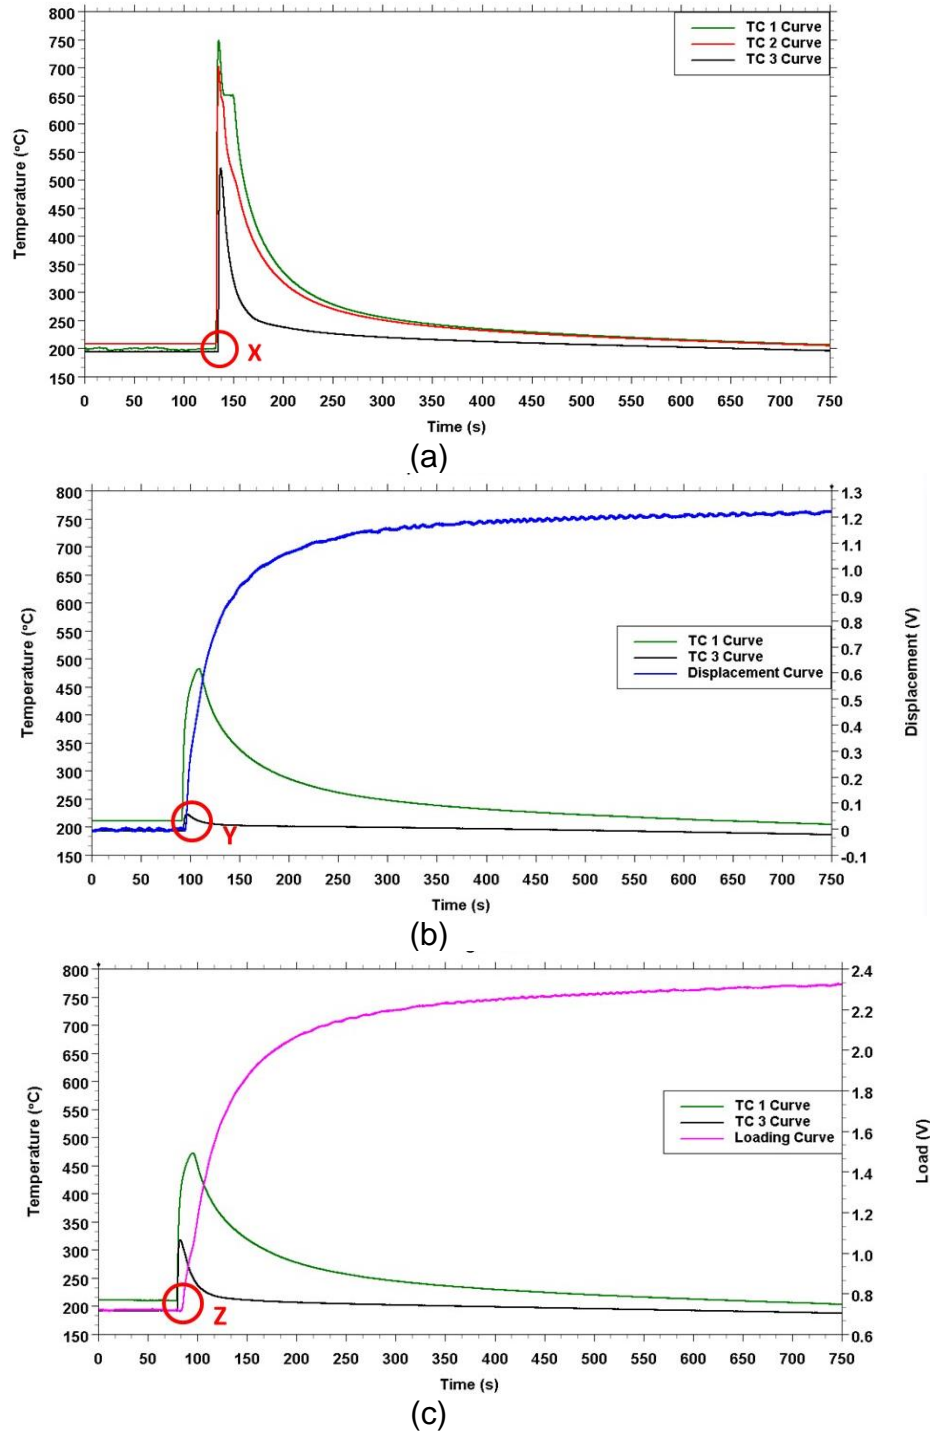 800
750
700
650
600
550
500
450
400
350
300
250
200
150
Temperature (°C)
TC 1 Curve
TC 2 Curve
TC 3 Curve
X
0 50 100 150 200 250 300 350 400 450 500 550 600 650 700 750
Time (s)
(a)
800
750
700
650
600
550
500
450
400
350
300
250
200
150
Temperature (°C)
1.3
1.2
1.1
1.0
0.9
0.8
0.7
0.6
0.5
0.4
0.3
0.2
0.1
0
-0.1
Displacement (V)
TC 1 Curve
TC 3 Curve
Displacement Curve
Y
0 50 100 150 200 250 300 350 400 450 500 550 600 650 700 750
Time (s)
(b)
800
750
700
650
600
550
500
450
400
350
300
250
200
150
Temperature (°C)
2.4
2.2
2.0
1.8
1.6
1.4
1.2
1.0
0.8
0.6
Load (V)
TC 1 Curve
TC 3 Curve
Loading Curve
Z
0 50 100 150 200 250 300 350 400 450 500 550 600 650 700 750
Time (s)
(c)